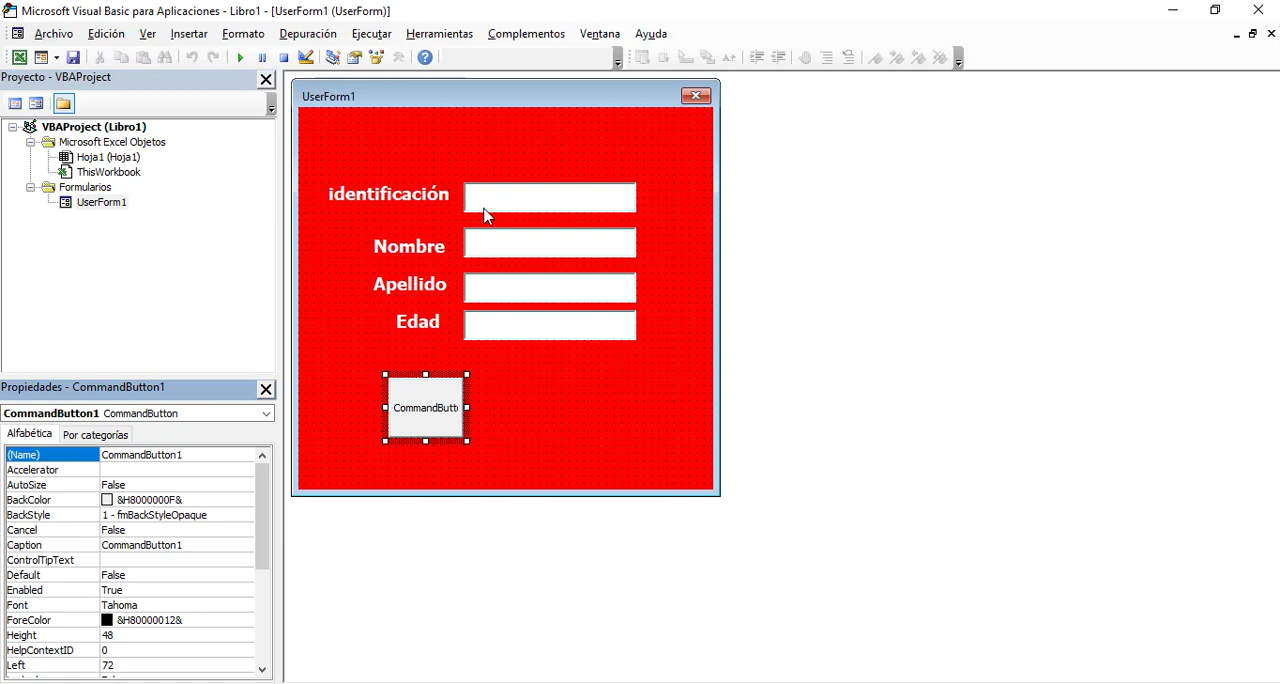 Microsoft Visual Basic para Aplicaciones - Libro1 - [UserForm1 (UserForm)]
Archivo Edición Ver Insertar Formato Depuración Ejecutar Herramientas Complementos Ventana Ayuda
Proyecto - VBAProject
VBAProject (Libro1)
Microsoft Excel Objetos
Hoja1 (Hoja1)
ThisWorkbook
Formularios
UserForm1
Propiedades - CommandButton1
CommandButton1 CommandButton
Alfabética Por categorías
(Name) CommandButton1
Accelerator
AutoSize False
BackColor &H8000000F&
BackStyle 1 - fmBackStyleOpaque
Cancel False
Caption CommandButton1
ControlTipText
Default False
Enabled True
Font Tahoma
ForeColor &H80000012&
Height 48
HelpContextID 0
Left 72
UserForm1
identificación
Nombre
Apellido
Edad
CommandButt